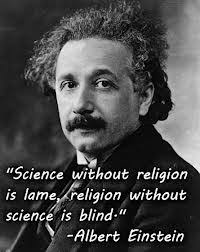 "Science without religion
is lame, religion without
science is blind."
-Albert Einstein